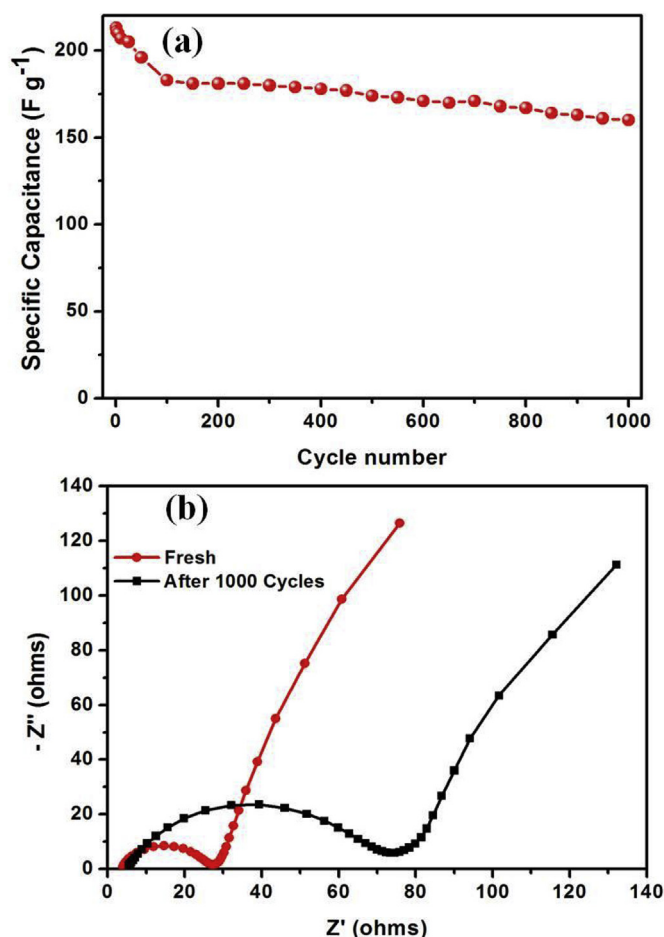 (a)
Specific Capacitance (F g⁻¹)
200
150
100
50
0
0 200 400 600 800 1000
Cycle number
(b)
Fresh
After 1000 Cycles
- Z" (ohms)
140
120
100
80
60
40
20
0
0 20 40 60 80 100 120 140
Z' (ohms)